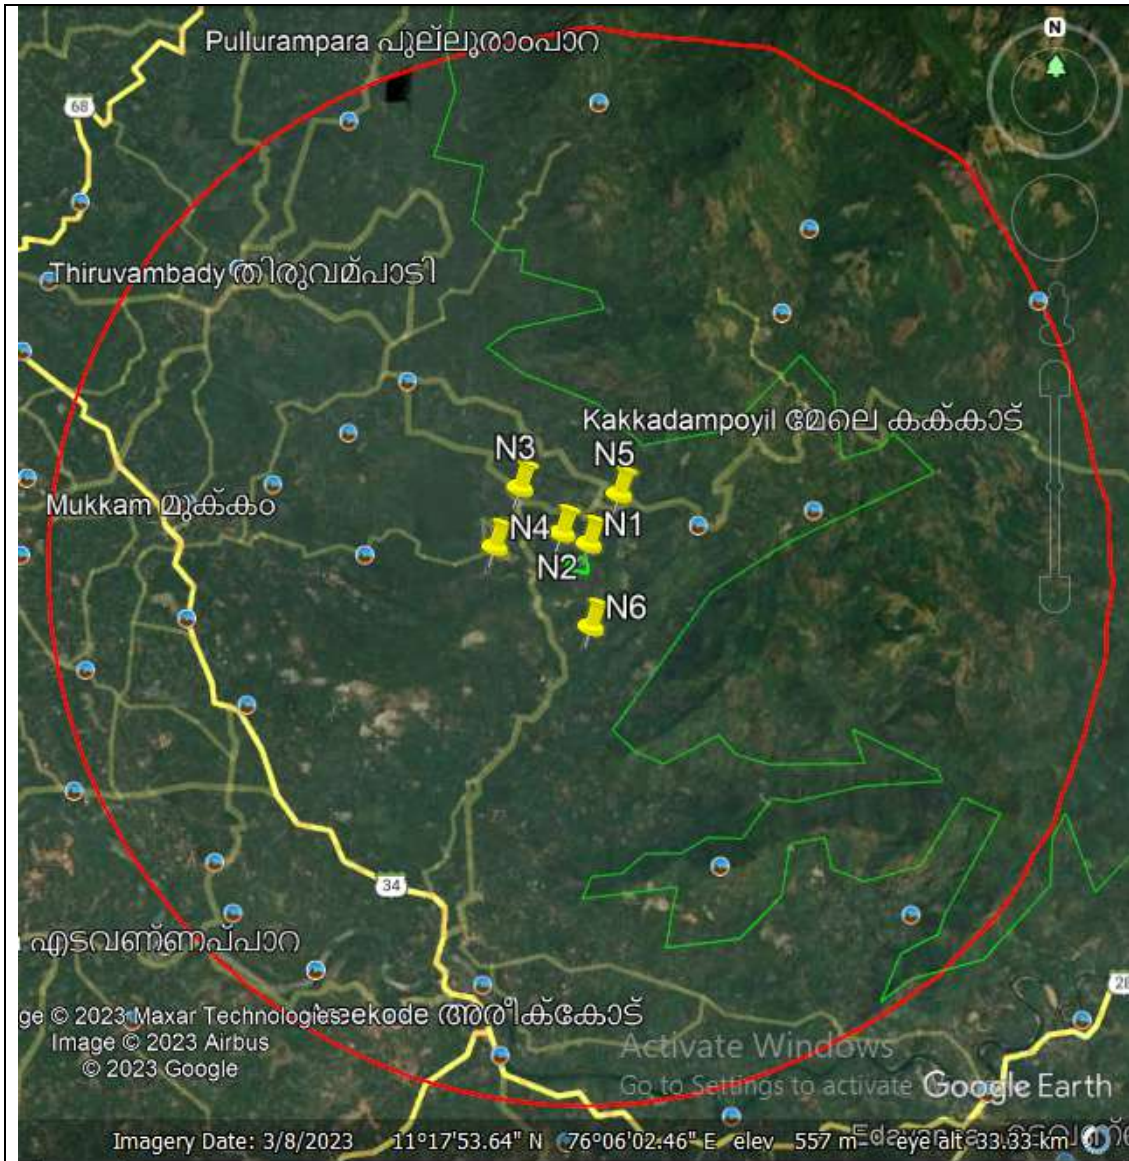 N
Pullurampara പുല്ലൂരാംപാറ
68
Thiruvambady തിരുവമ്പാടി
Kakkadampoyil മേലെ കക്കാട്
N3
N5
Mukkam മുക്കം
N4
N1
N2
N6
34
എടവണ്ണപ്പാറ
28
Areekode അരീക്കോട്
ge © 2023 Maxar Technologies
Image © 2023 Airbus
© 2023 Google
Activate Windows
Go to Settings to activate
Google Earth
Imagery Date: 3/8/2023 11°17'53.64" N 76°06'02.46" E elev 557 m eye alt 33.33 km